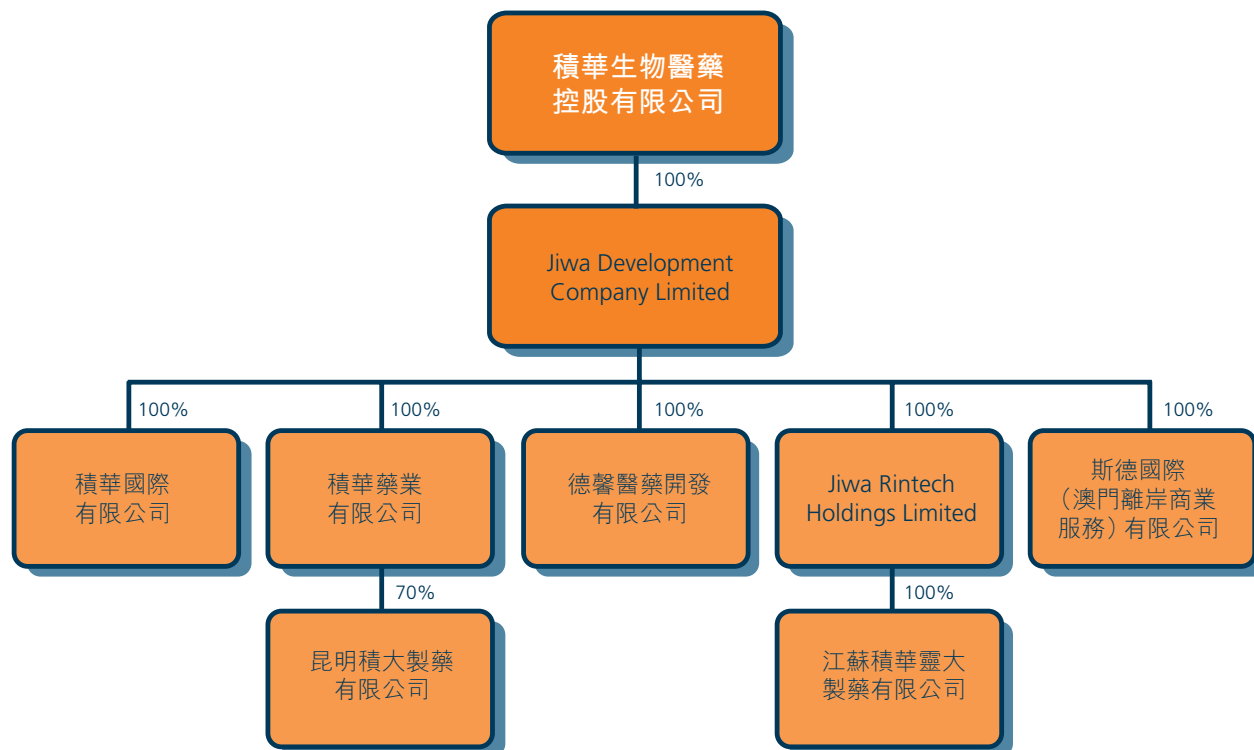 積華生物醫藥
控股有限公司
100%
Jiwa Development
Company Limited
100%
100%
100%
100%
100%
積華國際
有限公司
積華藥業
有限公司
德馨醫藥開發
有限公司
Jiwa Rintech
Holdings Limited
斯德國際
（澳門離岸商業
服務）有限公司
70%
100%
昆明積大製藥
有限公司
江蘇積華靈大
製藥有限公司